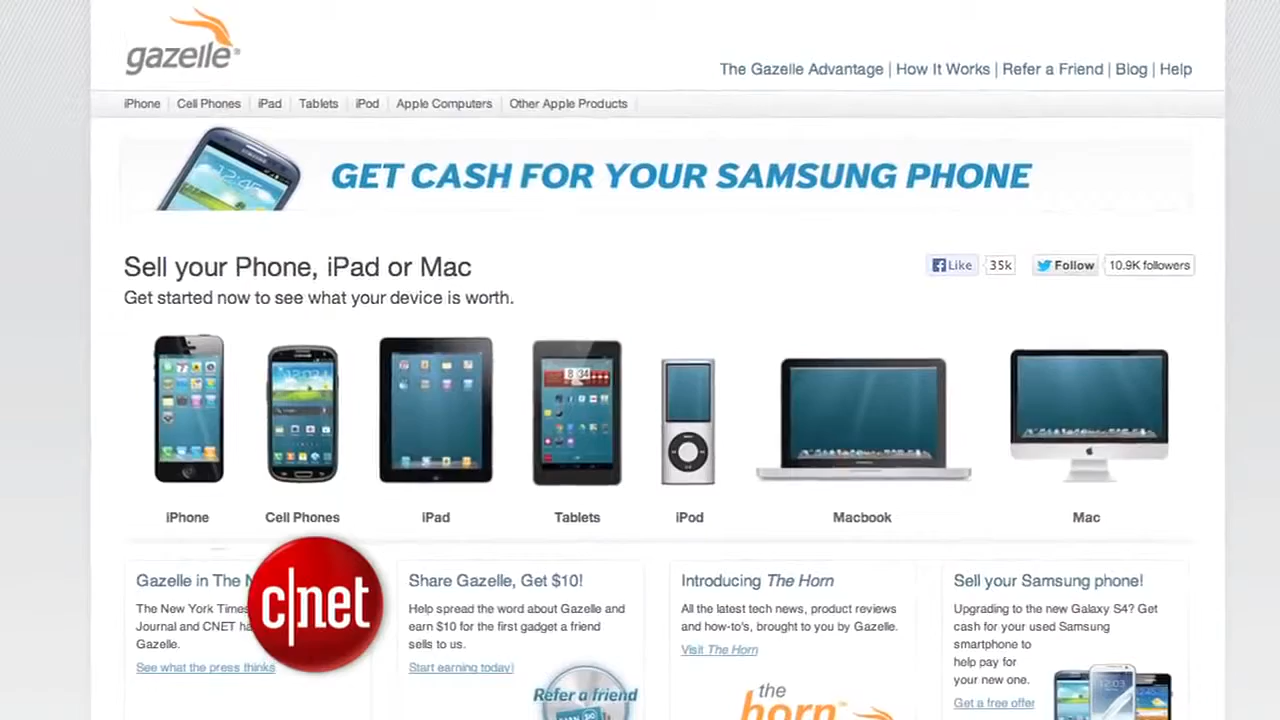 gazelle
The Gazelle Advantage | How It Works | Refer a Friend | Blog | Help
iPhone Cell Phones iPad Tablets iPod Apple Computers Other Apple Products
GET CASH FOR YOUR SAMSUNG PHONE
Sell your Phone, iPad or Mac
Like 35k Follow 10.9K followers
Get started now to see what your device is worth.
iPhone Cell Phones iPad Tablets iPod Macbook Mac
Gazelle in The
The New York Times
Journal and CNET
Gazelle.
See what the press thinks
c|net
Share Gazelle, Get $10!
Help spread the word about Gazelle and
earn $10 for the first gadget a friend
sells to us.
Start earning today!
Refer a friend
Introducing The Horn
All the latest tech news, product reviews
and how-to's, brought to you by Gazelle.
Visit The Horn
the
horn
Sell your Samsung phone!
Upgrading to the new Galaxy S4? Get
cash for your used Samsung
smartphone to
help pay for
your new one.
Get a free offer